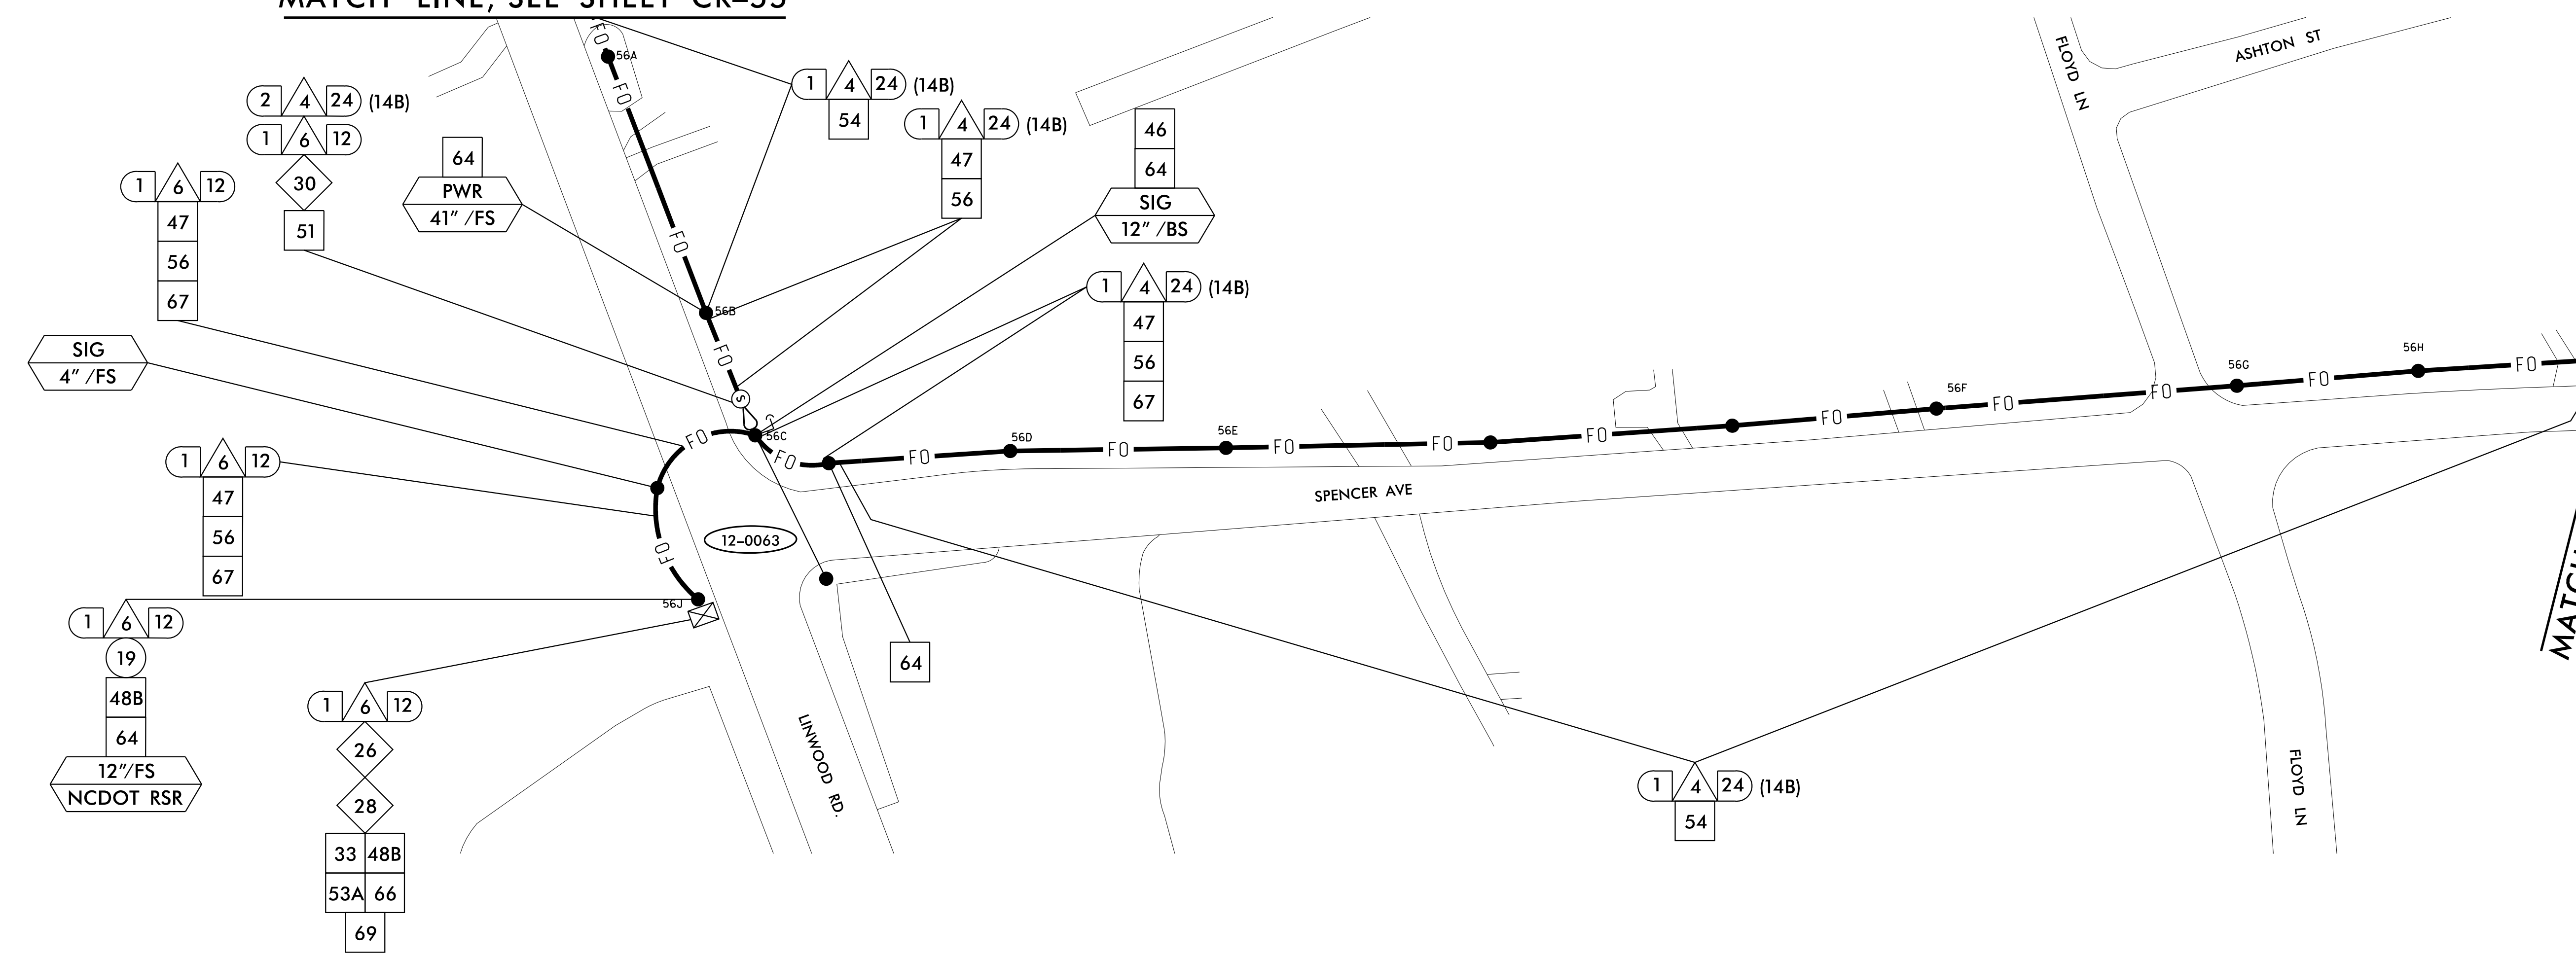 MATCH LINE, SEE SHEET CR-55
FO
56A
FO
ASHTON ST
FLOYD LN
1 4 24 (14B)
54
2 4 24 (14B)
1 6 12
30
51
1 4 24 (14B)
47
56
46
64
SIG
12" /BS
64
PWR
41" /FS
1 6 12
47
56
67
FO
1 4 24 (14B)
47
56
67
56B
SIG
4" /FS
FO
S
56C
FO
FO
56D
FO
FO
56E
FO
FO
FO
FO
56F
FO
FO
56G
FO
56H
FO
SPENCER AVE
1 6 12
47
56
67
12-0063
FO
56J
1 6 12
19
48B
64
12"/FS
NCDOT RSR
64
MATCH
1 6 12
26
28
33 48B
53A 66
69
LINWOOD RD.
1 4 24 (14B)
54
FLOYD LN